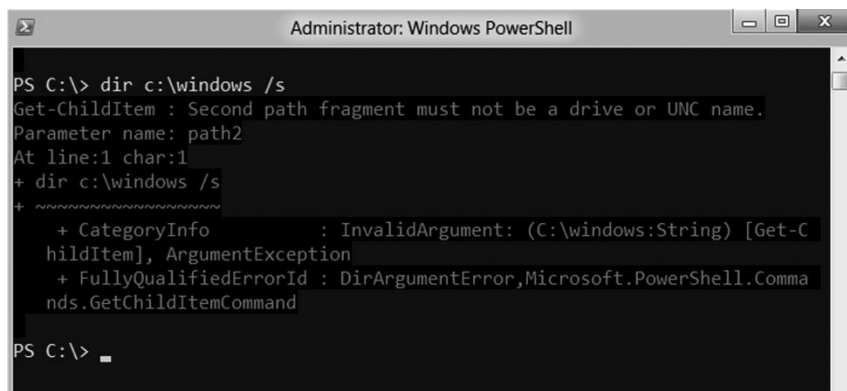 Administrator: Windows PowerShell
PS C:\> dir c:\windows /s
Get-ChildItem : Second path fragment must not be a drive or UNC name.
Parameter name: path2
At line:1 char:1
+ dir c:\windows /s
+ ~~~~~~~~~~~~~~~~~
    + CategoryInfo          : InvalidArgument: (C:\windows:String) [Get-C
   hildItem], ArgumentException
    + FullyQualifiedErrorId : DirArgumentError,Microsoft.PowerShell.Comma
   nds.GetChildItemCommand
PS C:\> _